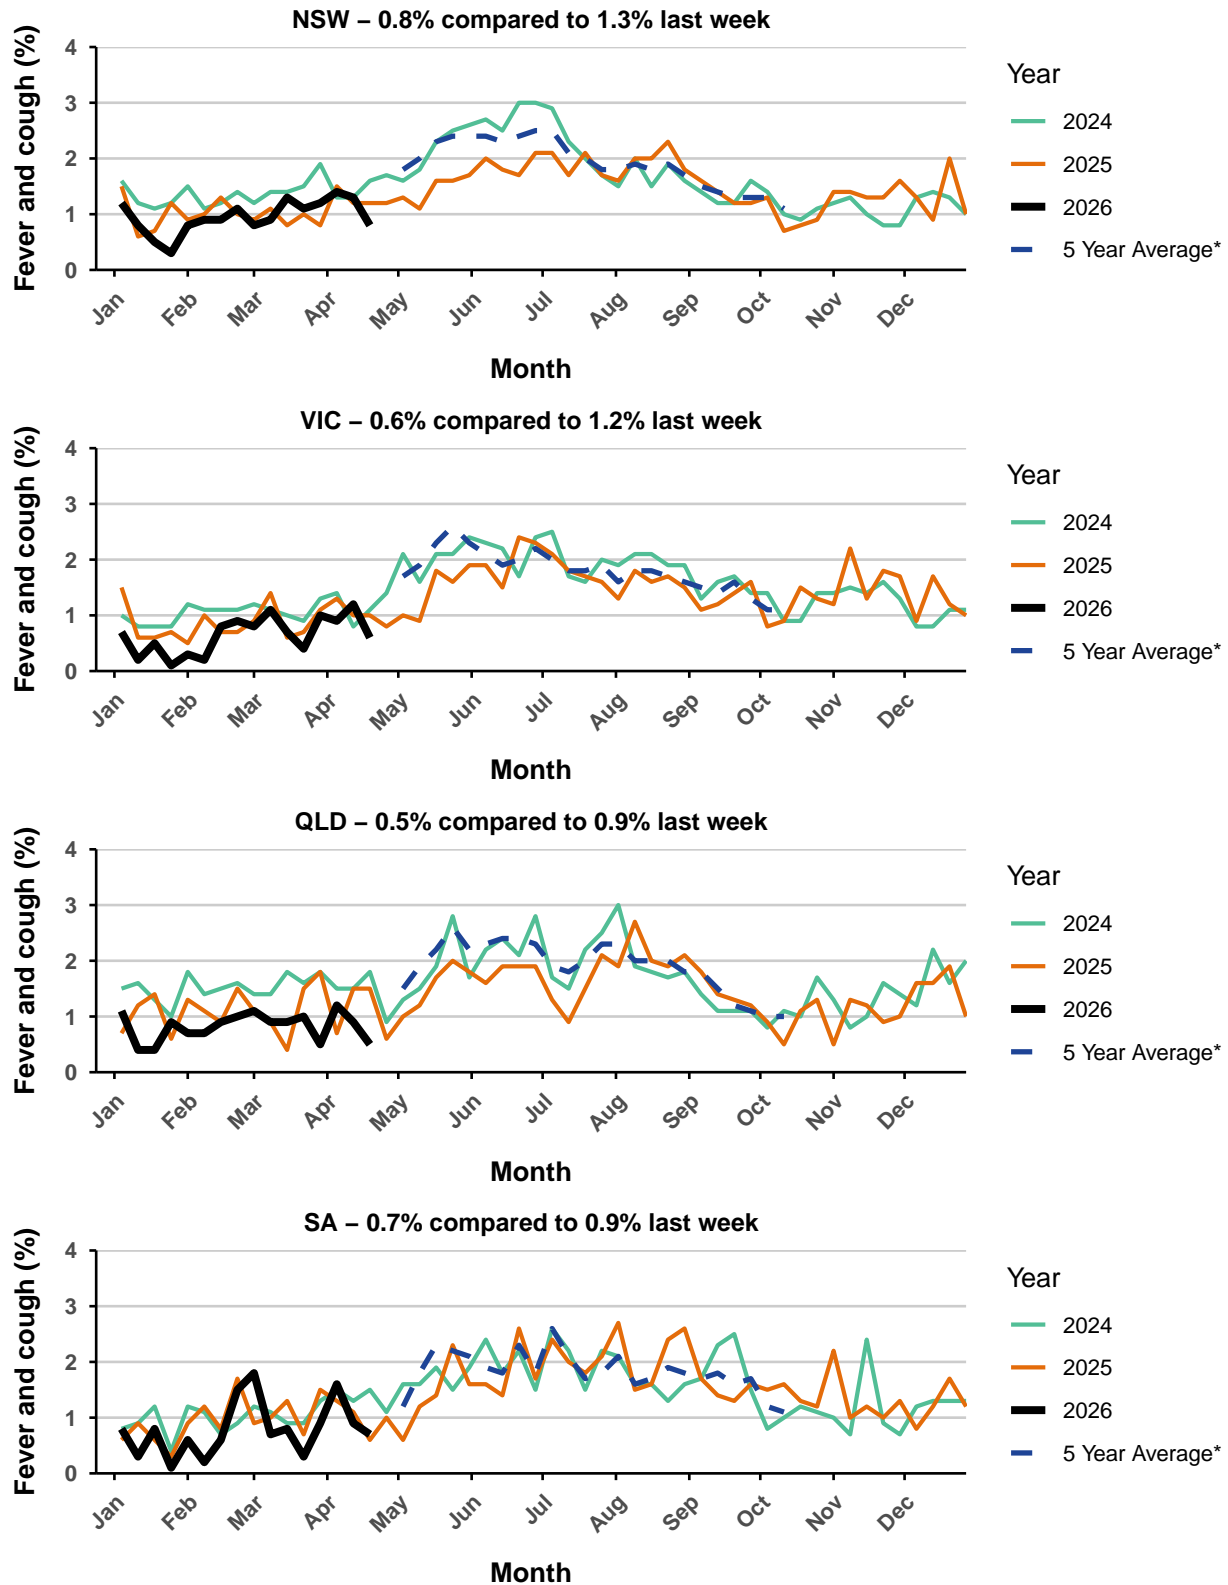 NSW – 0.8% compared to 1.3% last week
Fever and cough (%)
4
3
2
1
0
Jan Feb Mar Apr May Jun Jul Aug Sep Oct Nov Dec
Month
Year
2024
2025
2026
5 Year Average*
VIC – 0.6% compared to 1.2% last week
Fever and cough (%)
4
3
2
1
0
Jan Feb Mar Apr May Jun Jul Aug Sep Oct Nov Dec
Month
Year
2024
2025
2026
5 Year Average*
QLD – 0.5% compared to 0.9% last week
Fever and cough (%)
4
3
2
1
0
Jan Feb Mar Apr May Jun Jul Aug Sep Oct Nov Dec
Month
Year
2024
2025
2026
5 Year Average*
SA – 0.7% compared to 0.9% last week
Fever and cough (%)
4
3
2
1
0
Jan Feb Mar Apr May Jun Jul Aug Sep Oct Nov Dec
Month
Year
2024
2025
2026
5 Year Average*